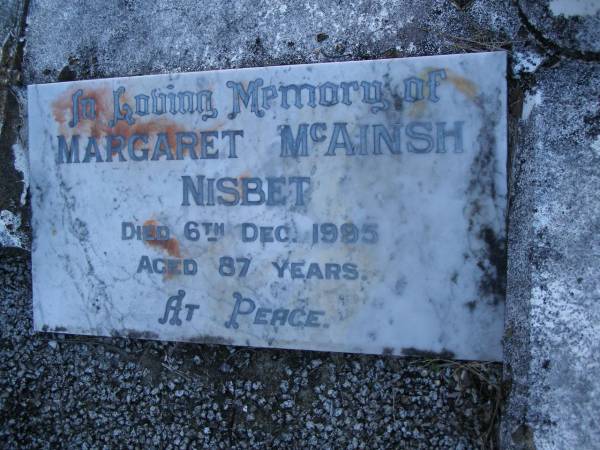 In Loving Memory of
MARGARET McAINSH
NISBET
DIED 6TH DEC. 1995
AGED 87 YEARS.
AT PEACE.